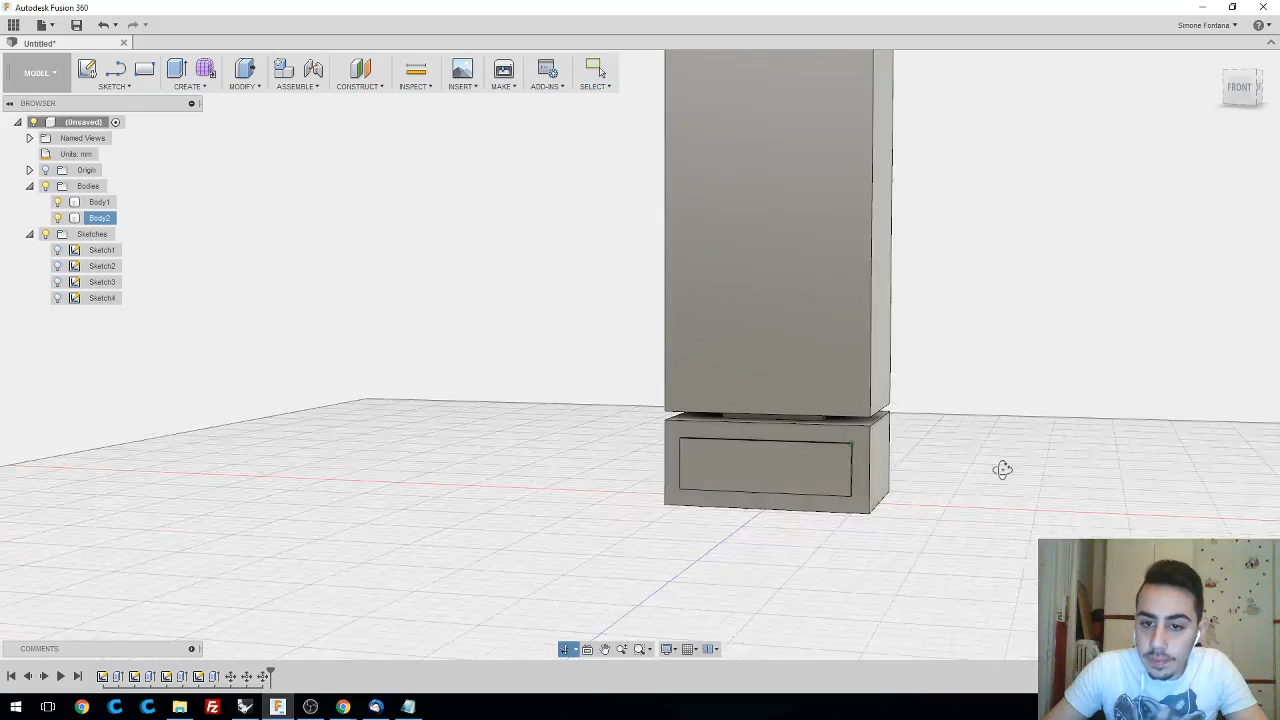 Autodesk Fusion 360
Simone Fontana
Untitled*
MODEL
SKETCH
CREATE
MODIFY
ASSEMBLE
CONSTRUCT
INSPECT
INSERT
MAKE
ADD-INS
SELECT
FRONT
BROWSER
(Unsaved)
Named Views
Units: mm
Origin
Bodies
Body1
Body2
Sketches
Sketch1
Sketch2
Sketch3
Sketch4
COMMENTS